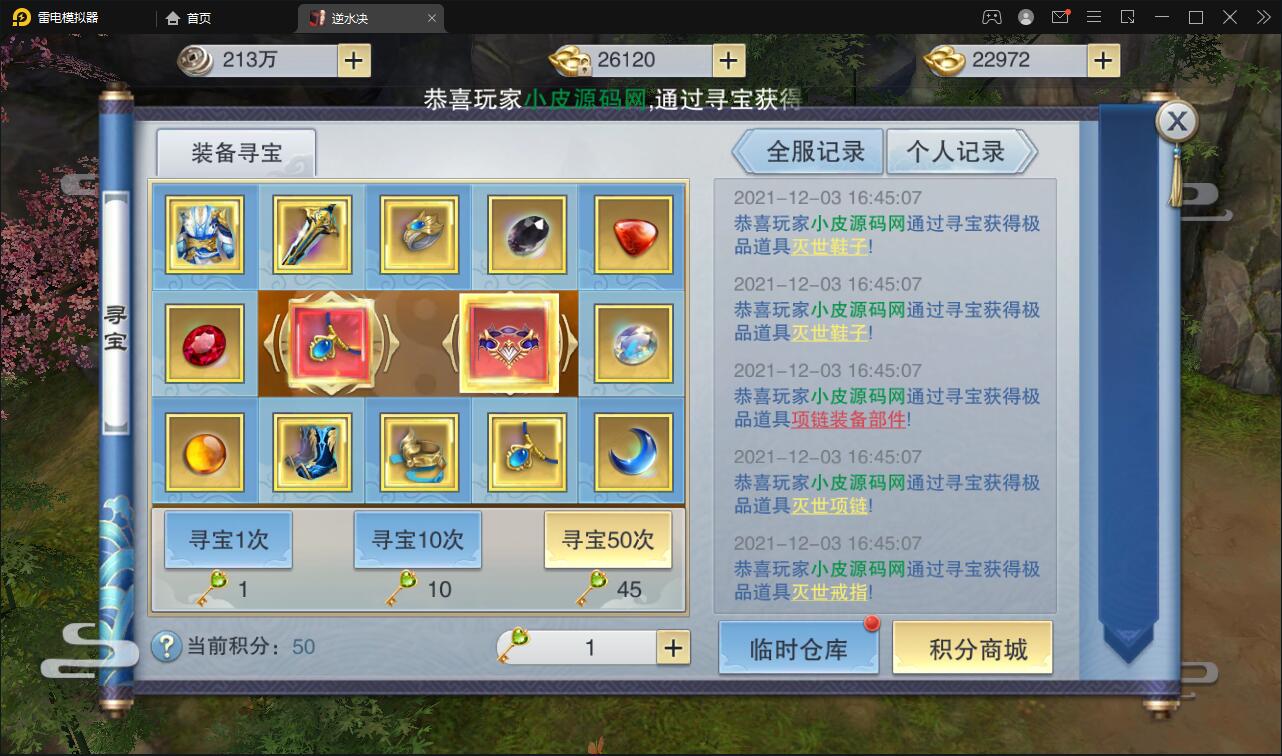 雷电模拟器
首页
逆水决
213万
26120
22972
恭喜玩家小皮源码网,通过寻宝获得
装备寻宝
全服记录
个人记录
寻宝
2021-12-03 16:45:07
恭喜玩家小皮源码网通过寻宝获得极
品道具灭世鞋子!
2021-12-03 16:45:07
恭喜玩家小皮源码网通过寻宝获得极
品道具灭世鞋子!
2021-12-03 16:45:07
恭喜玩家小皮源码网通过寻宝获得极
品道具项链装备部件!
2021-12-03 16:45:07
恭喜玩家小皮源码网通过寻宝获得极
品道具灭世项链!
2021-12-03 16:45:07
恭喜玩家小皮源码网通过寻宝获得极
品道具灭世戒指!
寻宝1次
寻宝10次
寻宝50次
1
10
45
当前积分: 50
1
临时仓库
积分商城